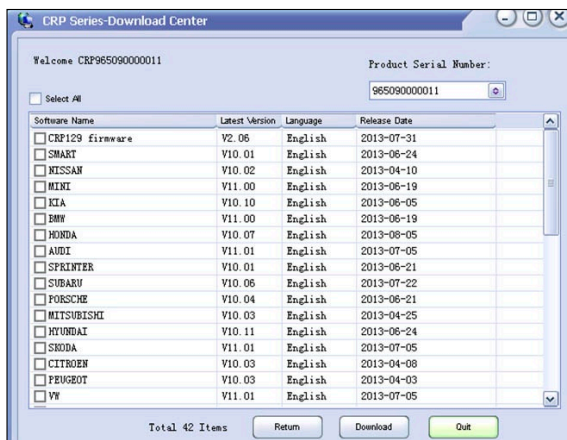 CRP Series-Download Center
Welcome CRP965090000011
Product Serial Number:
965090000011
Select All
Software Name Latest Version Language Release Date
CRP129 firmware V2.06 English 2013-07-31
SMART V10.01 English 2013-06-24
NISSAN V10.02 English 2013-04-10
MINI V11.00 English 2013-06-19
KIA V10.10 English 2013-06-05
BMW V11.00 English 2013-06-19
HONDA V10.07 English 2013-08-05
AUDI V11.01 English 2013-07-05
SPRINTER V10.01 English 2013-06-21
SUBARU V10.06 English 2013-07-22
PORSCHE V10.04 English 2013-06-21
MITSUBISHI V10.03 English 2013-04-25
HYUNDAI V10.11 English 2013-06-24
SKODA V11.01 English 2013-07-05
CITROEN V10.03 English 2013-04-08
PEUGEOT V10.03 English 2013-04-03
VW V11.01 English 2013-07-05
Total 42 Items Return Download Quit